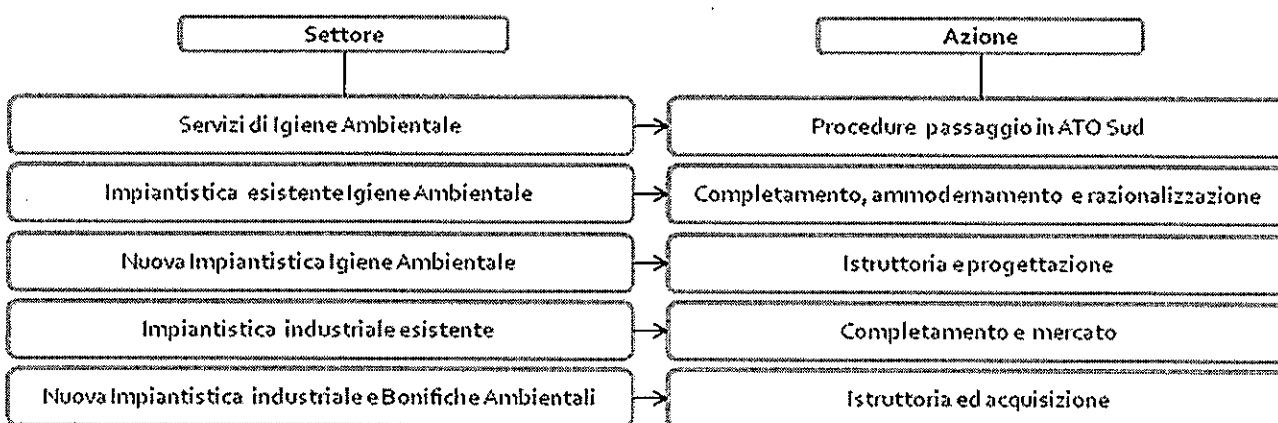 Settore
Azione
Servizi di Igiene Ambientale
Procedure passaggio in ATO Sud
Impiantistica esistente Igiene Ambientale
Completamento, ammodernamento e razionalizzazione
Nuova Impiantistica Igiene Ambientale
Istruttoria e progettazione
Impiantistica industriale esistente
Completamento e mercato
Nuova Impiantistica industriale e Bonifiche Ambientali
Istruttoria ed acquisizione